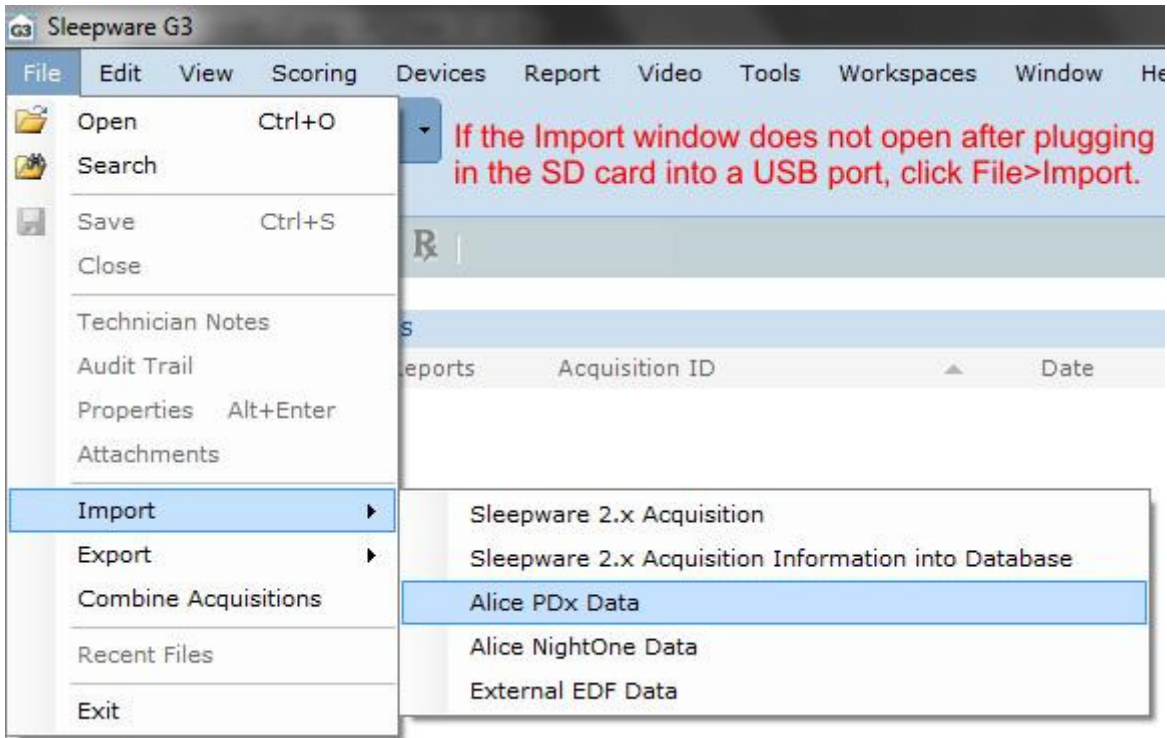 G3 Sleepware G3
File Edit View Scoring Devices Report Video Tools Workspaces Window He
Open Ctrl+O
Search
If the Import window does not open after plugging
in the SD card into a USB port, click File>Import.
Save Ctrl+S
Close
℞
Technician Notes
s
Audit Trail
eports Acquisition ID Date
Properties Alt+Enter
Attachments
Import
Export
Combine Acquisitions
Recent Files
Exit
Sleepware 2.x Acquisition
Sleepware 2.x Acquisition Information into Database
Alice PDx Data
Alice NightOne Data
External EDF Data